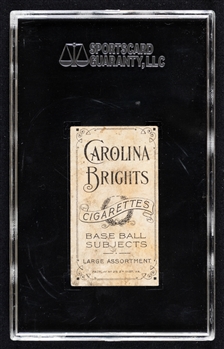 SPORTSCARD
GUARANTY, LLC
CAROLINA
BRIGHTS
CIGARETTES
BASE BALL
SUBJECTS
LARGE ASSORTMENT